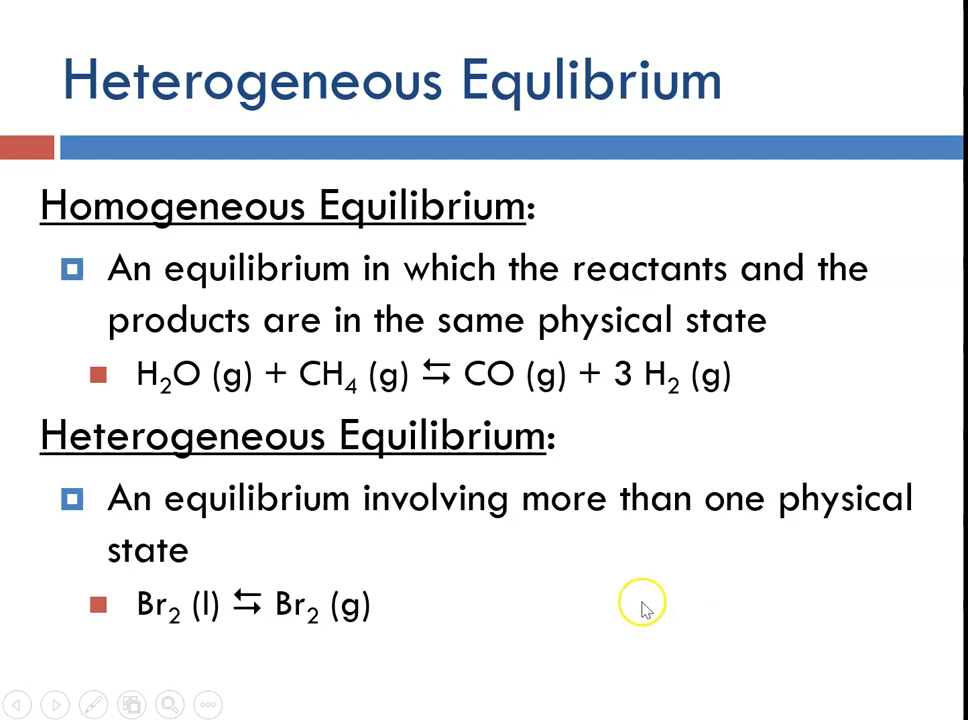 Heterogeneous Equlibrium
Homogeneous Equilibrium:
An equilibrium in which the reactants and the
products are in the same physical state
H₂O (g) + CH₄ (g) ⇆ CO (g) + 3 H₂ (g)
Heterogeneous Equilibrium:
An equilibrium involving more than one physical
state
Br₂ (l) ⇆ Br₂ (g)